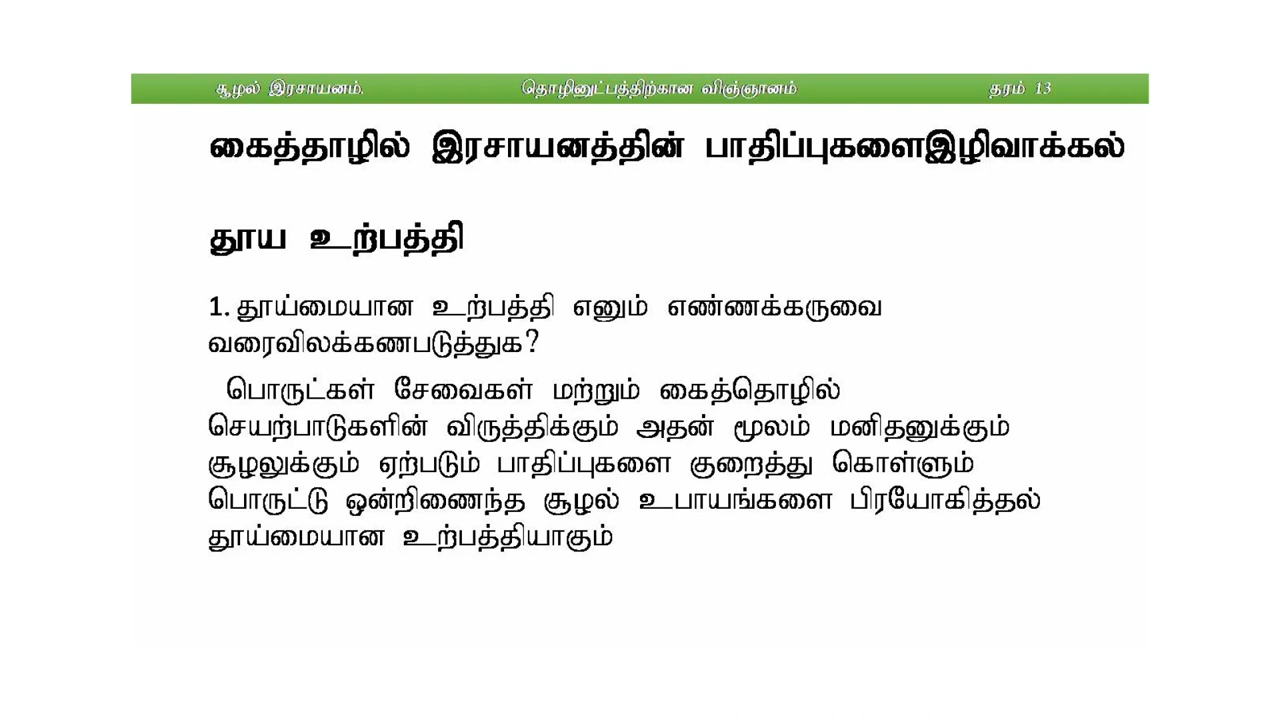 சூழல் இரசாயனம். தொழினுட்பத்திற்கான விஞ்ஞானம் தரம் 13
கைத்தாழில் இரசாயனத்தின் பாதிப்புகளைஇழிவாக்கல்
தூய உற்பத்தி
1. தூய்மையான உற்பத்தி எனும் எண்ணக்கருவை
வரைவிலக்கணபடுத்துக?
பொருட்கள் சேவைகள் மற்றும் கைத்தொழில்
செயற்பாடுகளின் விருத்திக்கும் அதன் மூலம் மனிதனுக்கும்
சூழலுக்கும் ஏற்படும் பாதிப்புகளை குறைத்து கொள்ளும்
பொருட்டு ஒன்றிணைந்த சூழல் உபாயங்களை பிரயோகித்தல்
தூய்மையான உற்பத்தியாகும்